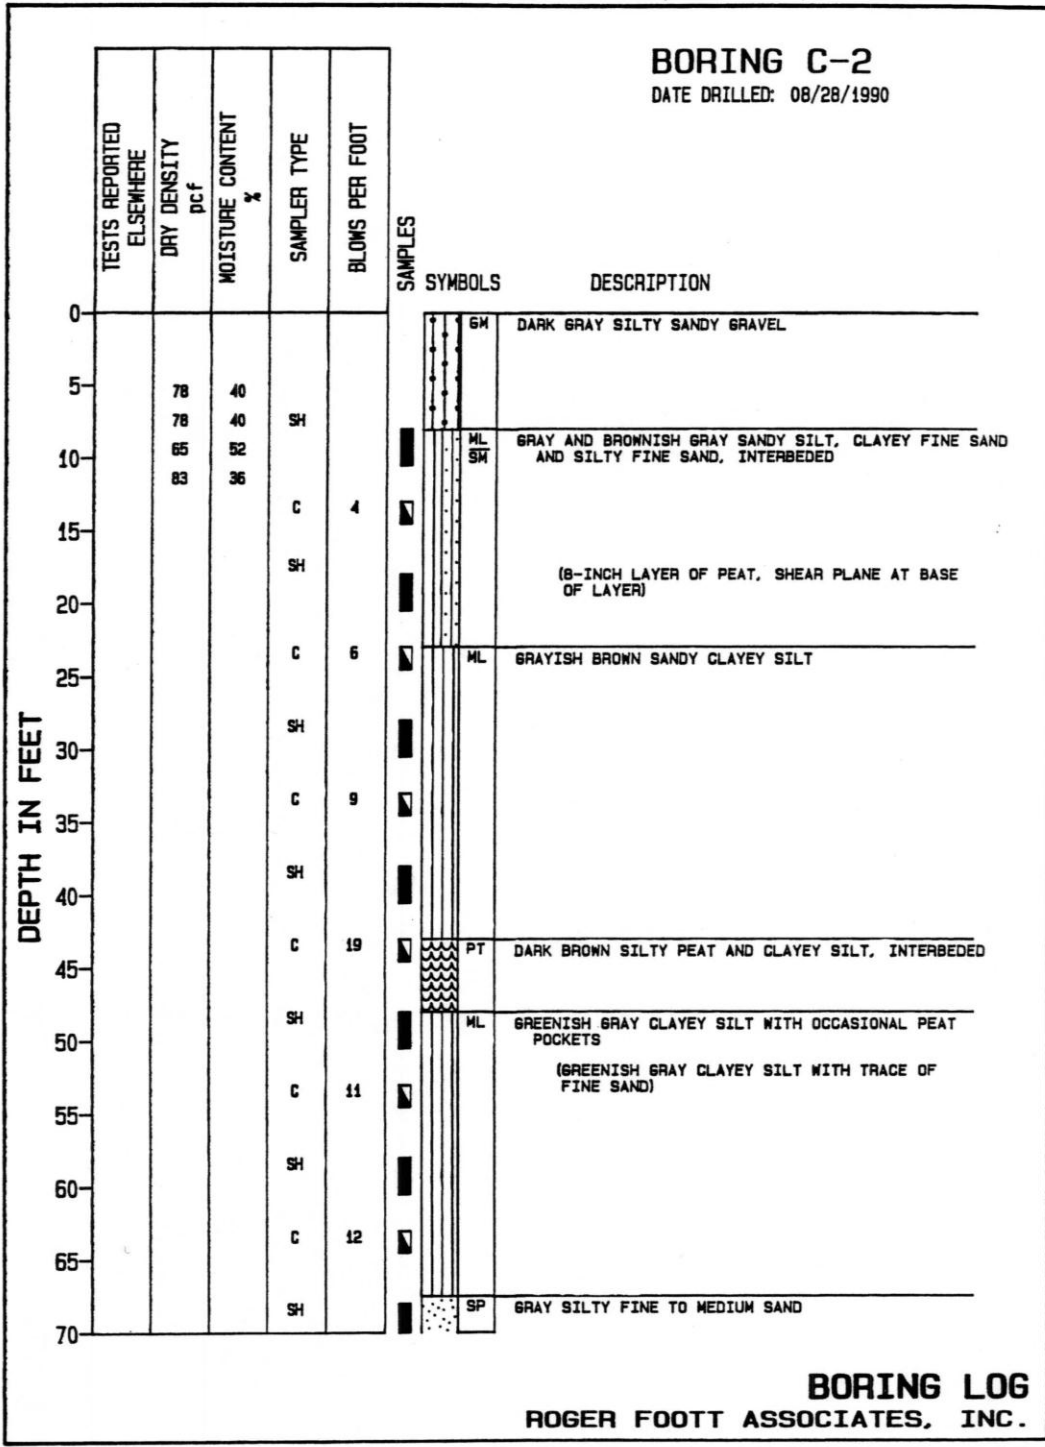 BORING C-2
DATE DRILLED: 08/28/1990
TESTS REPORTED
ELSEWHERE
DRY DENSITY
pcf
MOISTURE CONTENT
%
SAMPLER TYPE
BLOWS PER FOOT
SAMPLES
SYMBOLS
DESCRIPTION
DEPTH IN FEET
0
GM DARK GRAY SILTY SANDY GRAVEL
5
78 40
78 40 SH
ML GRAY AND BROWNISH GRAY SANDY SILT, CLAYEY FINE SAND
65 52
SM AND SILTY FINE SAND, INTERBEDED
10
83 36
C 4
15
SH
(8-INCH LAYER OF PEAT, SHEAR PLANE AT BASE
OF LAYER)
20
C 6
ML GRAYISH BROWN SANDY CLAYEY SILT
25
SH
30
C 9
35
SH
40
C 19
PT DARK BROWN SILTY PEAT AND CLAYEY SILT, INTERBEDED
45
SH
ML GREENISH GRAY CLAYEY SILT WITH OCCASIONAL PEAT
POCKETS
50
(GREENISH GRAY CLAYEY SILT WITH TRACE OF
FINE SAND)
C 11
55
SH
60
C 12
65
SH
SP GRAY SILTY FINE TO MEDIUM SAND
70
BORING LOG
ROGER FOOTT ASSOCIATES, INC.